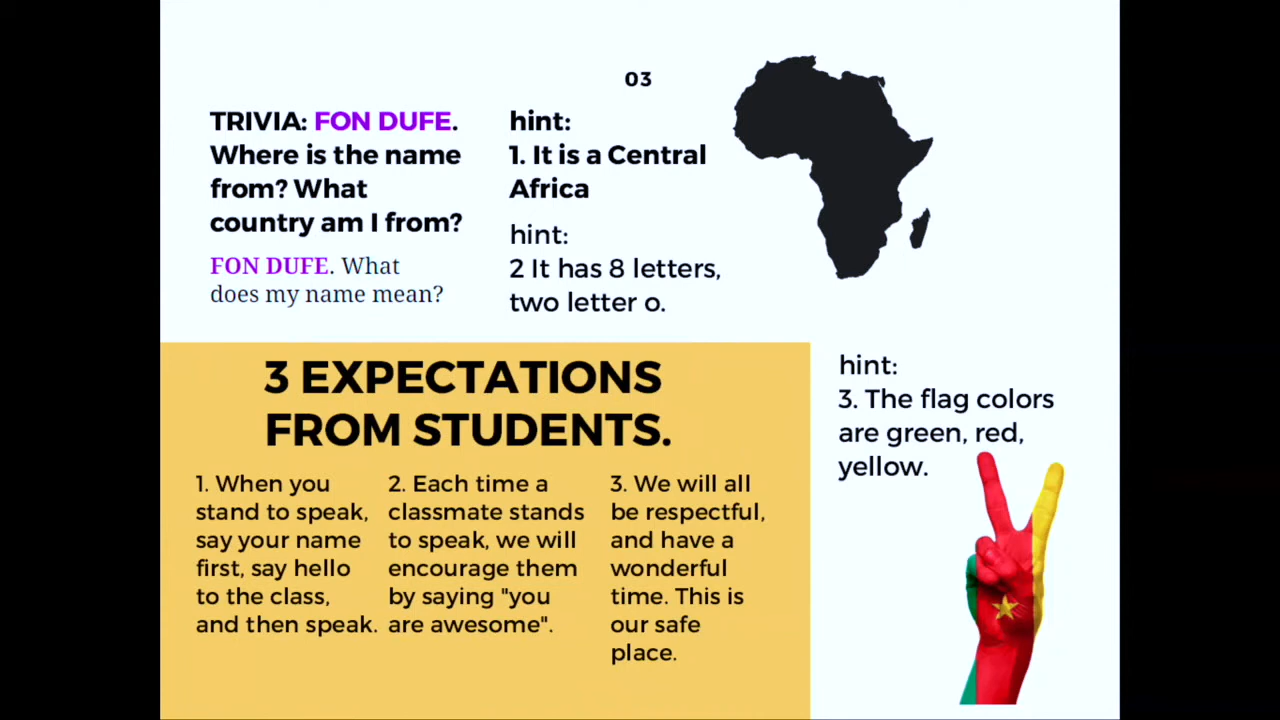 03
TRIVIA: FON DUFE.
Where is the name
from? What
country am I from?
FON DUFE. What
does my name mean?
hint:
1. It is a Central
Africa
hint:
2 It has 8 letters,
two letter o.
3 EXPECTATIONS
FROM STUDENTS.
1. When you
stand to speak,
say your name
first, say hello
to the class,
and then speak.
2. Each time a
classmate stands
to speak, we will
encourage them
by saying "you
are awesome".
3. We will all
be respectful,
and have a
wonderful
time. This is
our safe
place.
hint:
3. The flag colors
are green, red,
yellow.